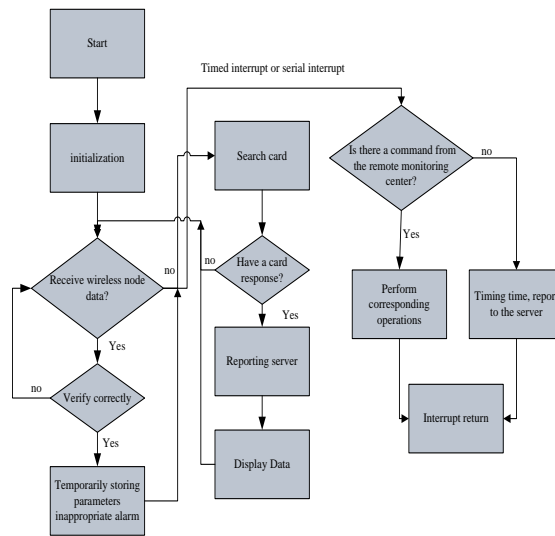 Start
Timed interrupt or serial interrupt
initialization
Search card
Is there a command from
the remote monitoring
center?
no
Yes
Receive wireless node
data?
no
no
Have a card
response?
Perform
corresponding
operations
Timing time, repor
to the server
Yes
Yes
Reporting server
no
Verify correctly
Interrupt return
Yes
Display Data
Temporarily storing
parameters
inappropriate alarm